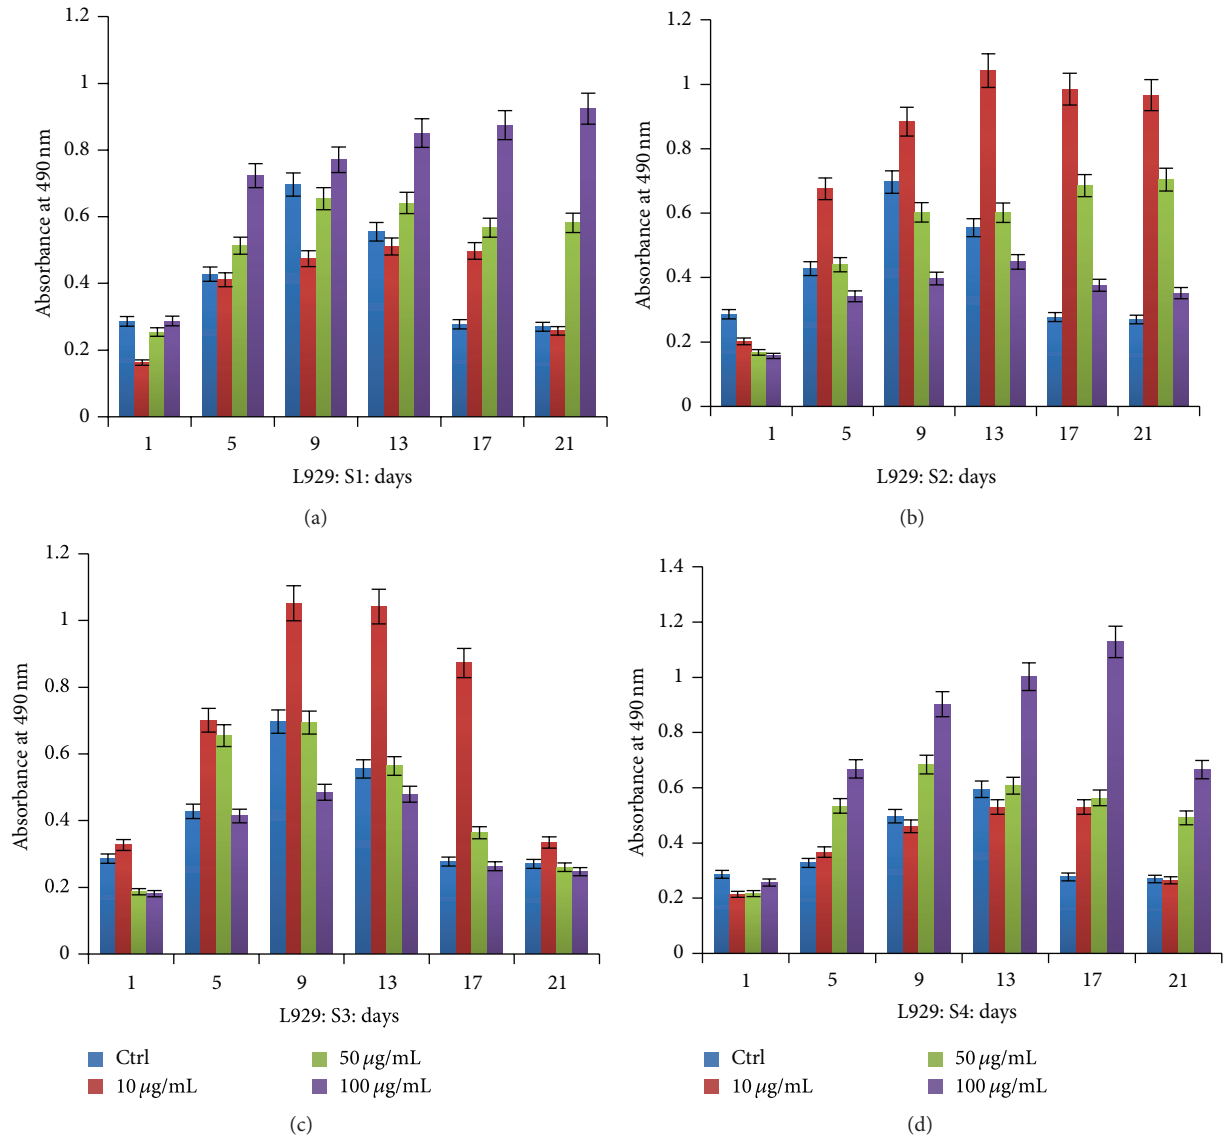 1.2
1
0.8
0.6
0.4
0.2
0
Absorbance at 490 nm
1 5 9 13 17 21
L929: S1: days
(a)
1.2
1
0.8
0.6
0.4
0.2
0
Absorbance at 490 nm
1 5 9 13 17 21
L929: S2: days
(b)
1.2
1
0.8
0.6
0.4
0.2
0
Absorbance at 490 nm
1 5 9 13 17 21
L929: S3: days
Ctrl
10 μg/mL
50 μg/mL
100 μg/mL
(c)
1.4
1.2
1
0.8
0.6
0.4
0.2
0
Absorbance at 490 nm
1 5 9 13 17 21
L929: S4: days
Ctrl
10 μg/mL
50 μg/mL
100 μg/mL
(d)